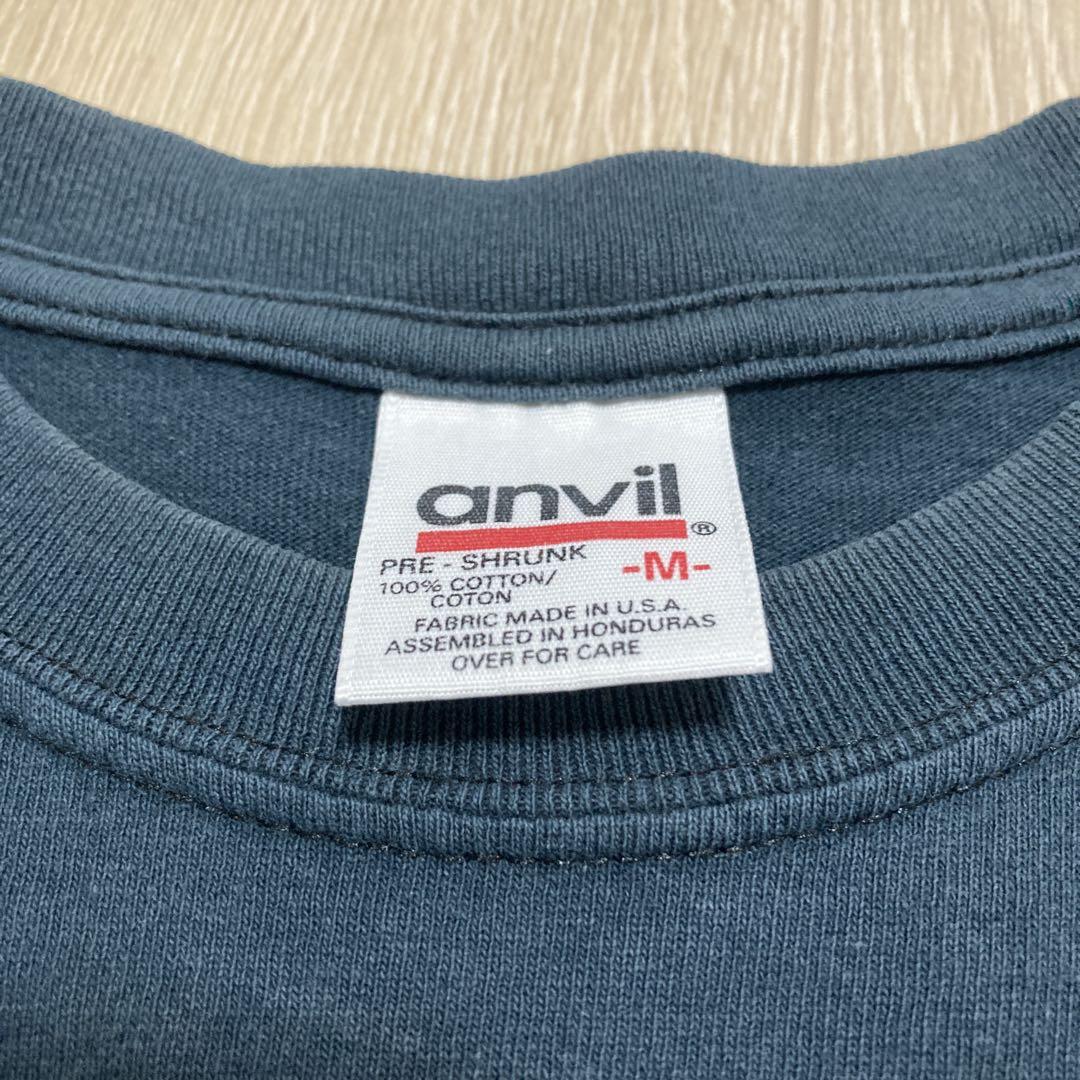 anvil®
PRE - SHRUNK -M-
100% COTTON/
COTON
FABRIC MADE IN U.S.A.
ASSEMBLED IN HONDURAS
OVER FOR CARE